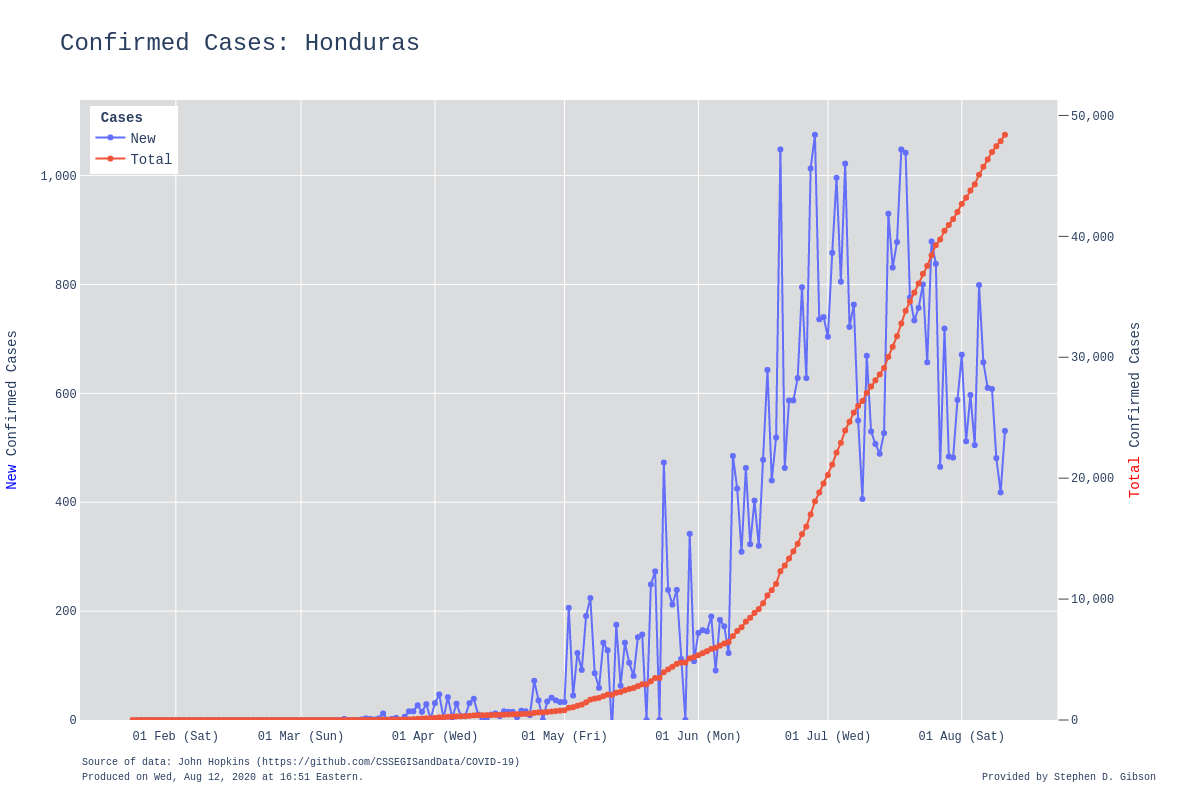 Confirmed Cases: Honduras
Cases
New
Total
1,000
800
600
400
200
0
New Confirmed Cases
50,000
40,000
30,000
20,000
10,000
0
Total Confirmed Cases
01 Feb (Sat)
01 Mar (Sun)
01 Apr (Wed)
01 May (Fri)
01 Jun (Mon)
01 Jul (Wed)
01 Aug (Sat)
Source of data: John Hopkins (https://github.com/CSSEGISandData/COVID-19)
Produced on Wed, Aug 12, 2020 at 16:51 Eastern.
Provided by Stephen D. Gibson